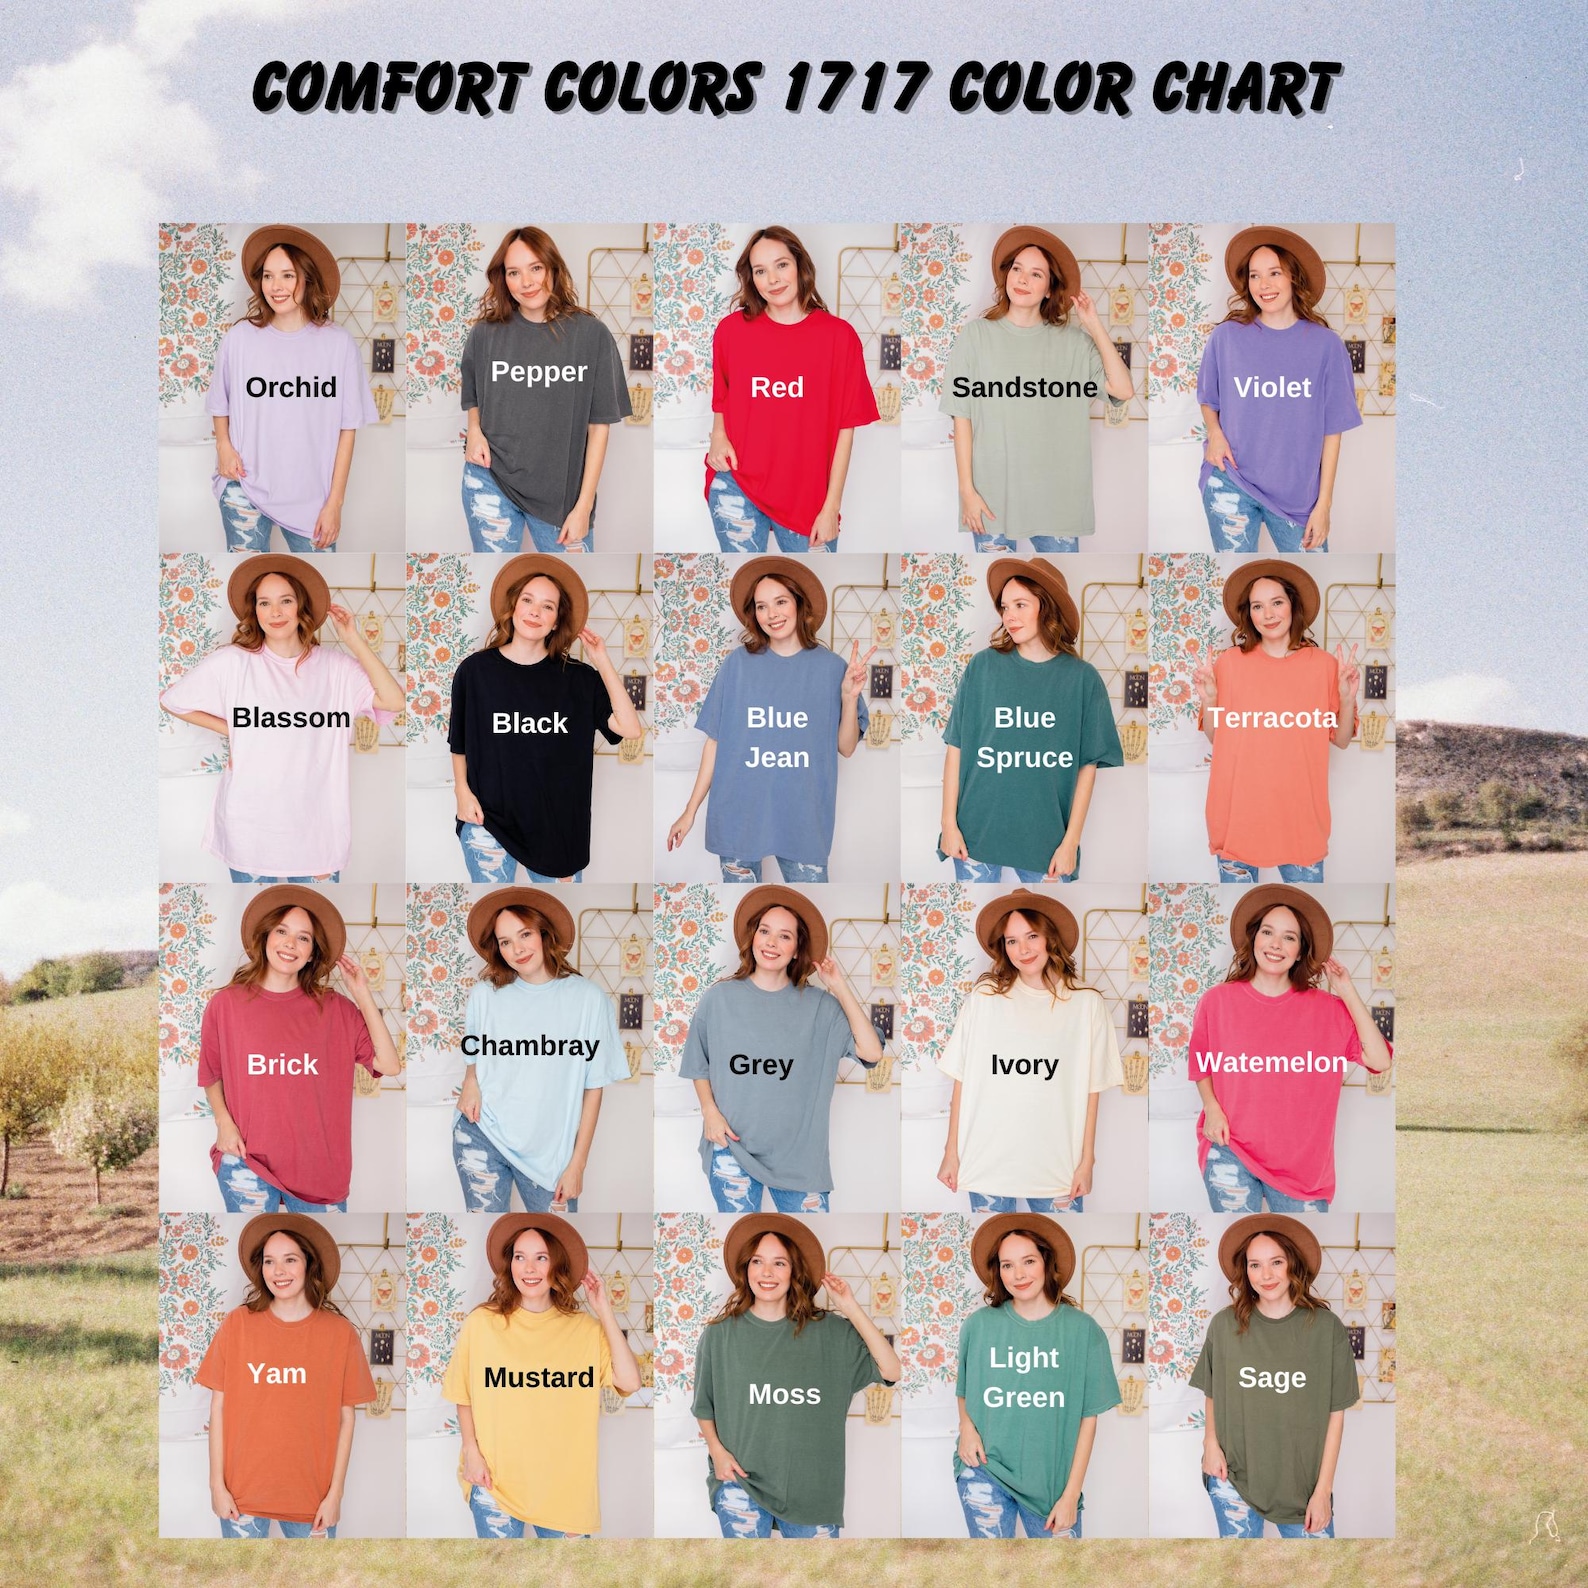 COMFORT COLORS 1717 COLOR CHART
Orchid
Pepper
Red
Sandstone
Violet
Blassom
Black
Blue
Jean
Blue
Spruce
Terracota
Brick
Chambray
Grey
Ivory
Watemelon
Yam
Mustard
Moss
Light
Green
Sage